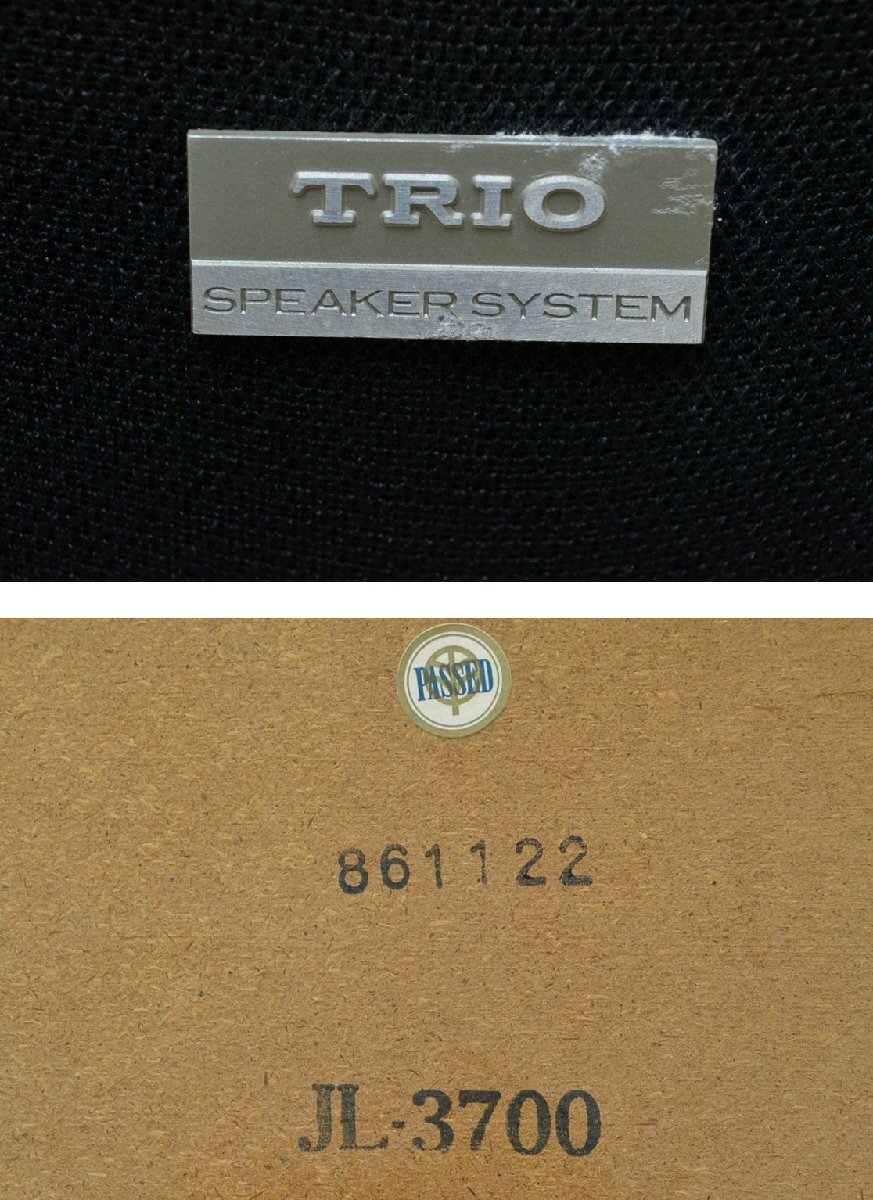 TRIO
SPEAKER SYSTEM
PASSED
861122
JL-3700